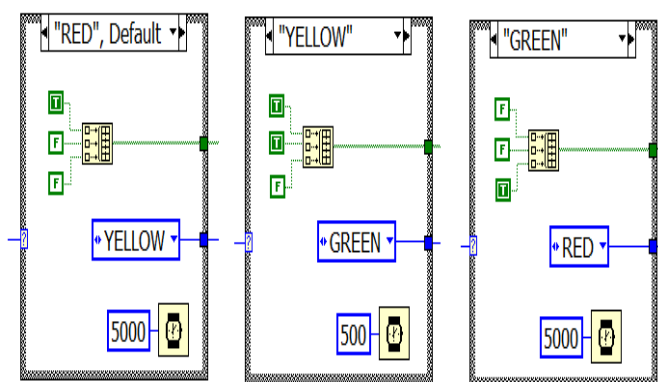 "RED", Default
T
F
F
?
YELLOW
5000
"YELLOW"
T
T
F
?
GREEN
500
"GREEN"
F
F
T
?
RED
5000